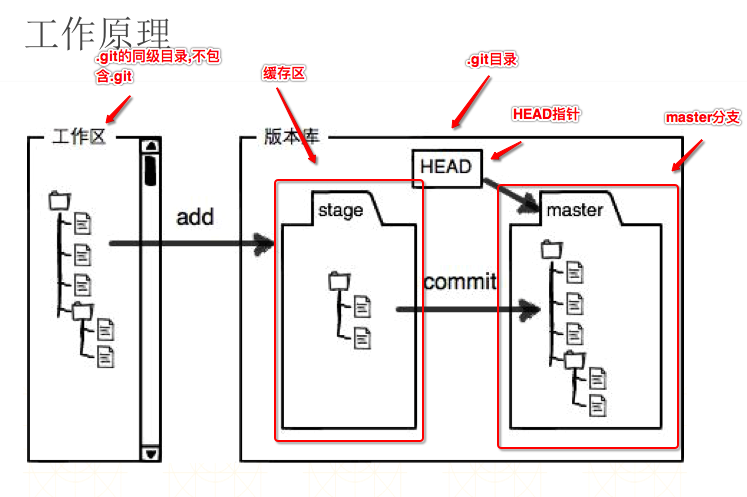 工作原理
.git的同级目录,不包
含.git
缓存区
.git目录
HEAD指针
master分支
工作区
版本库
HEAD
add
stage
master
commit